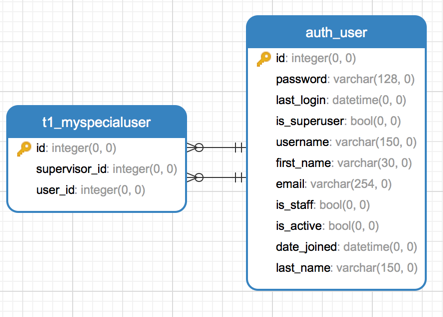 auth_user
id: integer(0, 0)
password: varchar(128, 0)
last_login: datetime(0, 0)
is_superuser: bool(0, 0)
username: varchar(150, 0)
first_name: varchar(30, 0)
email: varchar(254, 0)
is_staff: bool(0, 0)
is_active: bool(0, 0)
date_joined: datetime(0, 0)
last_name: varchar(150, 0)
t1_myspecialuser
id: integer(0, 0)
supervisor_id: integer(0, 0)
user_id: integer(0, 0)